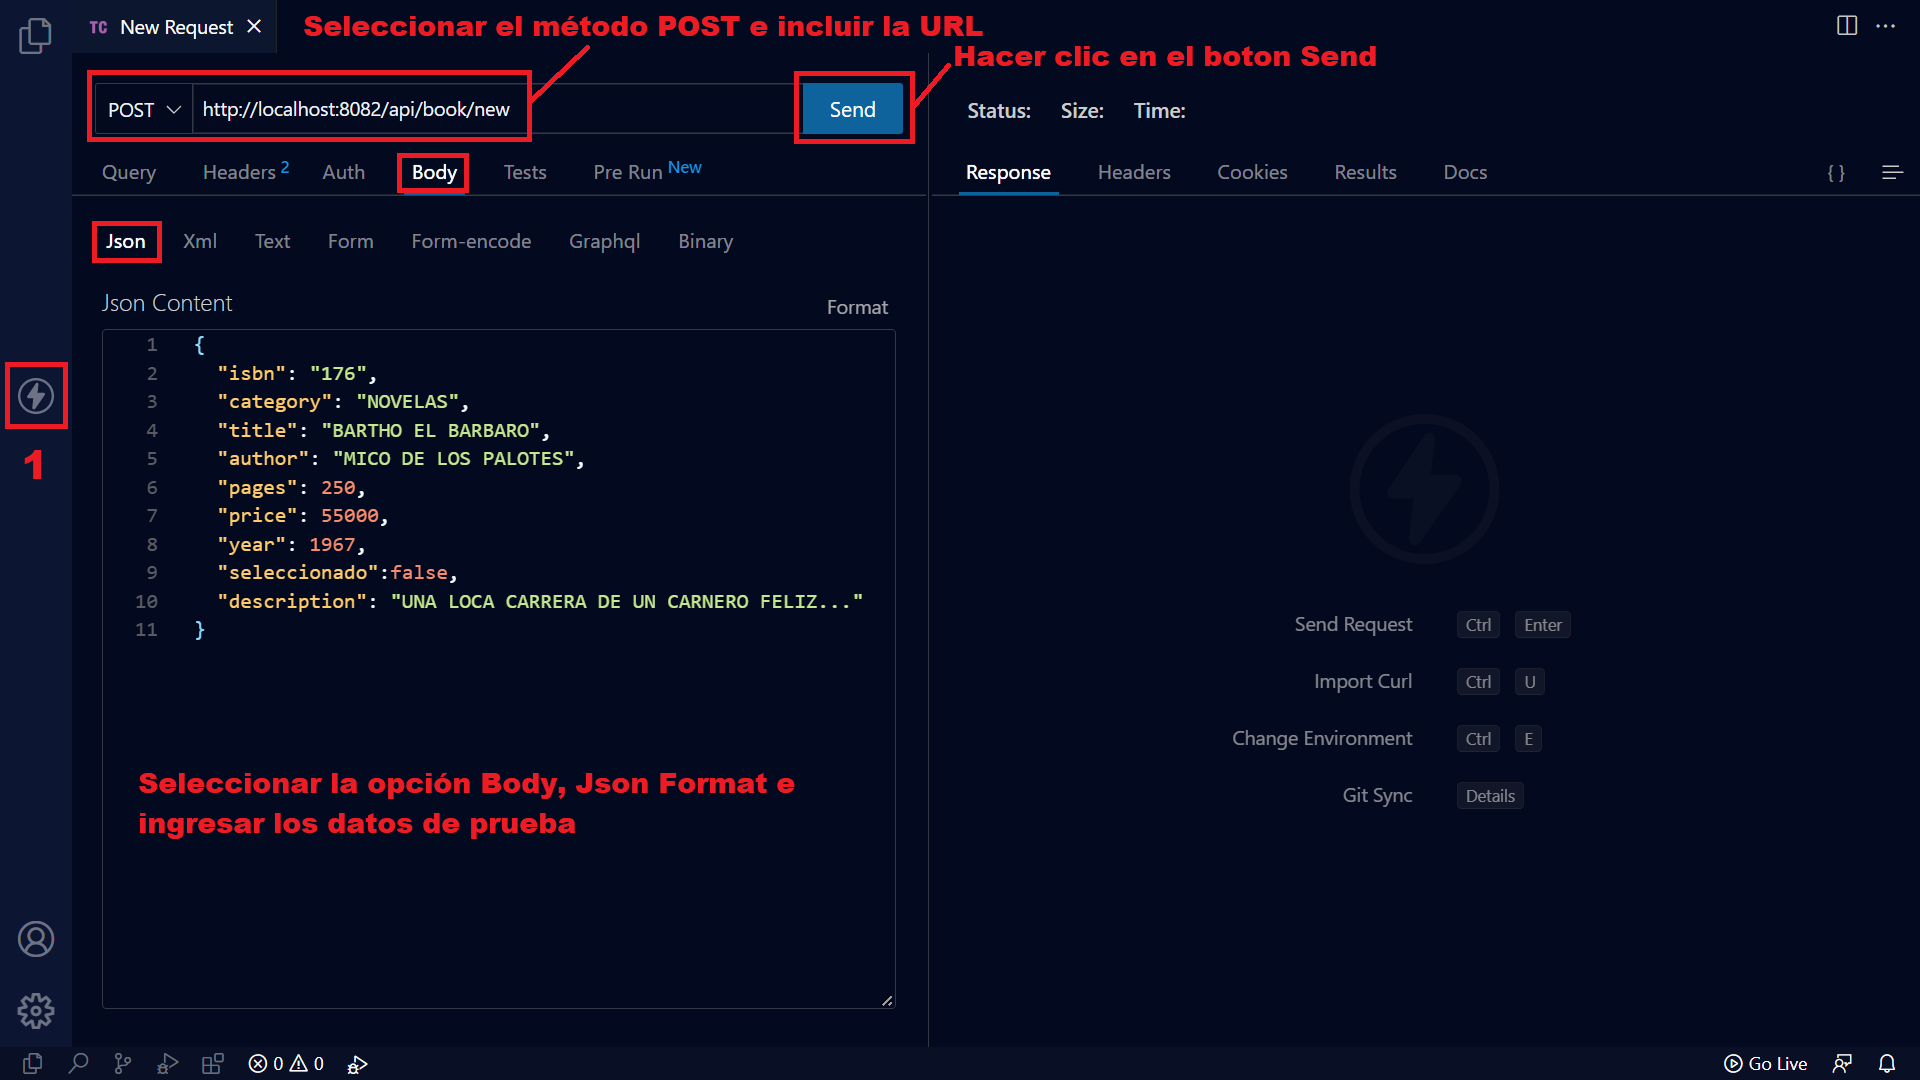 TC New Request
Seleccionar el método POST e incluir la URL
Hacer clic en el boton Send
POST http://localhost:8082/api/book/new Send
Status: Size: Time:
Query Headers 2 Auth Body Tests Pre Run New
Response Headers Cookies Results Docs { }
Json Xml Text Form Form-encode Graphql Binary
Json Content
Format
1 {
2 "isbn": "176",
3 "category": "NOVELAS",
4 "title": "BARTHO EL BARBARO",
5 "author": "MICO DE LOS PALOTES",
6 "pages": 250,
7 "price": 55000,
8 "year": 1967,
9 "seleccionado":false,
10 "description": "UNA LOCA CARRERA DE UN CARNERO FELIZ..."
11 }
1
Seleccionar la opción Body, Json Format e
ingresar los datos de prueba
Send Request Ctrl Enter
Import Curl Ctrl U
Change Environment Ctrl E
Git Sync Details
0 0
Go Live